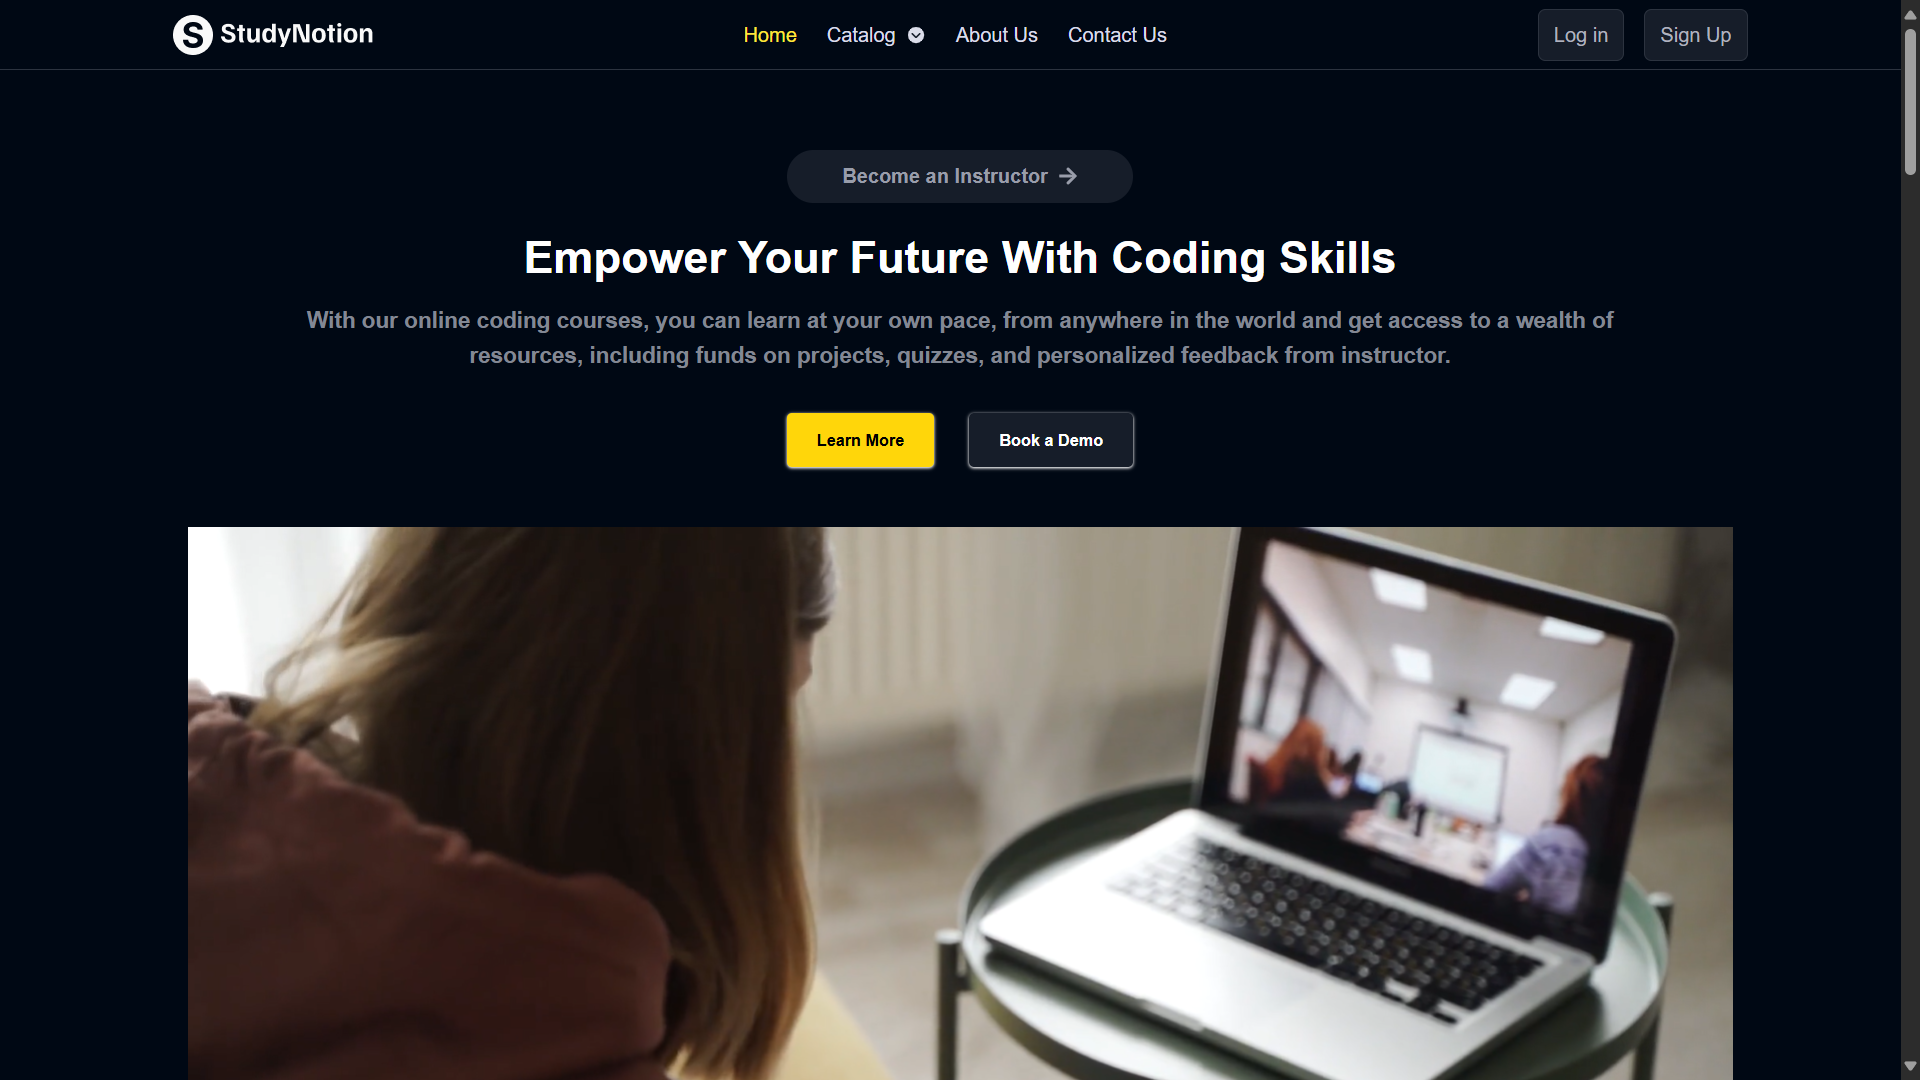 StudyNotion
Home Catalog About Us Contact Us
Log in Sign Up
Become an Instructor
Empower Your Future With Coding Skills
With our online coding courses, you can learn at your own pace, from anywhere in the world and get access to a wealth of
resources, including funds on projects, quizzes, and personalized feedback from instructor.
Learn More Book a Demo